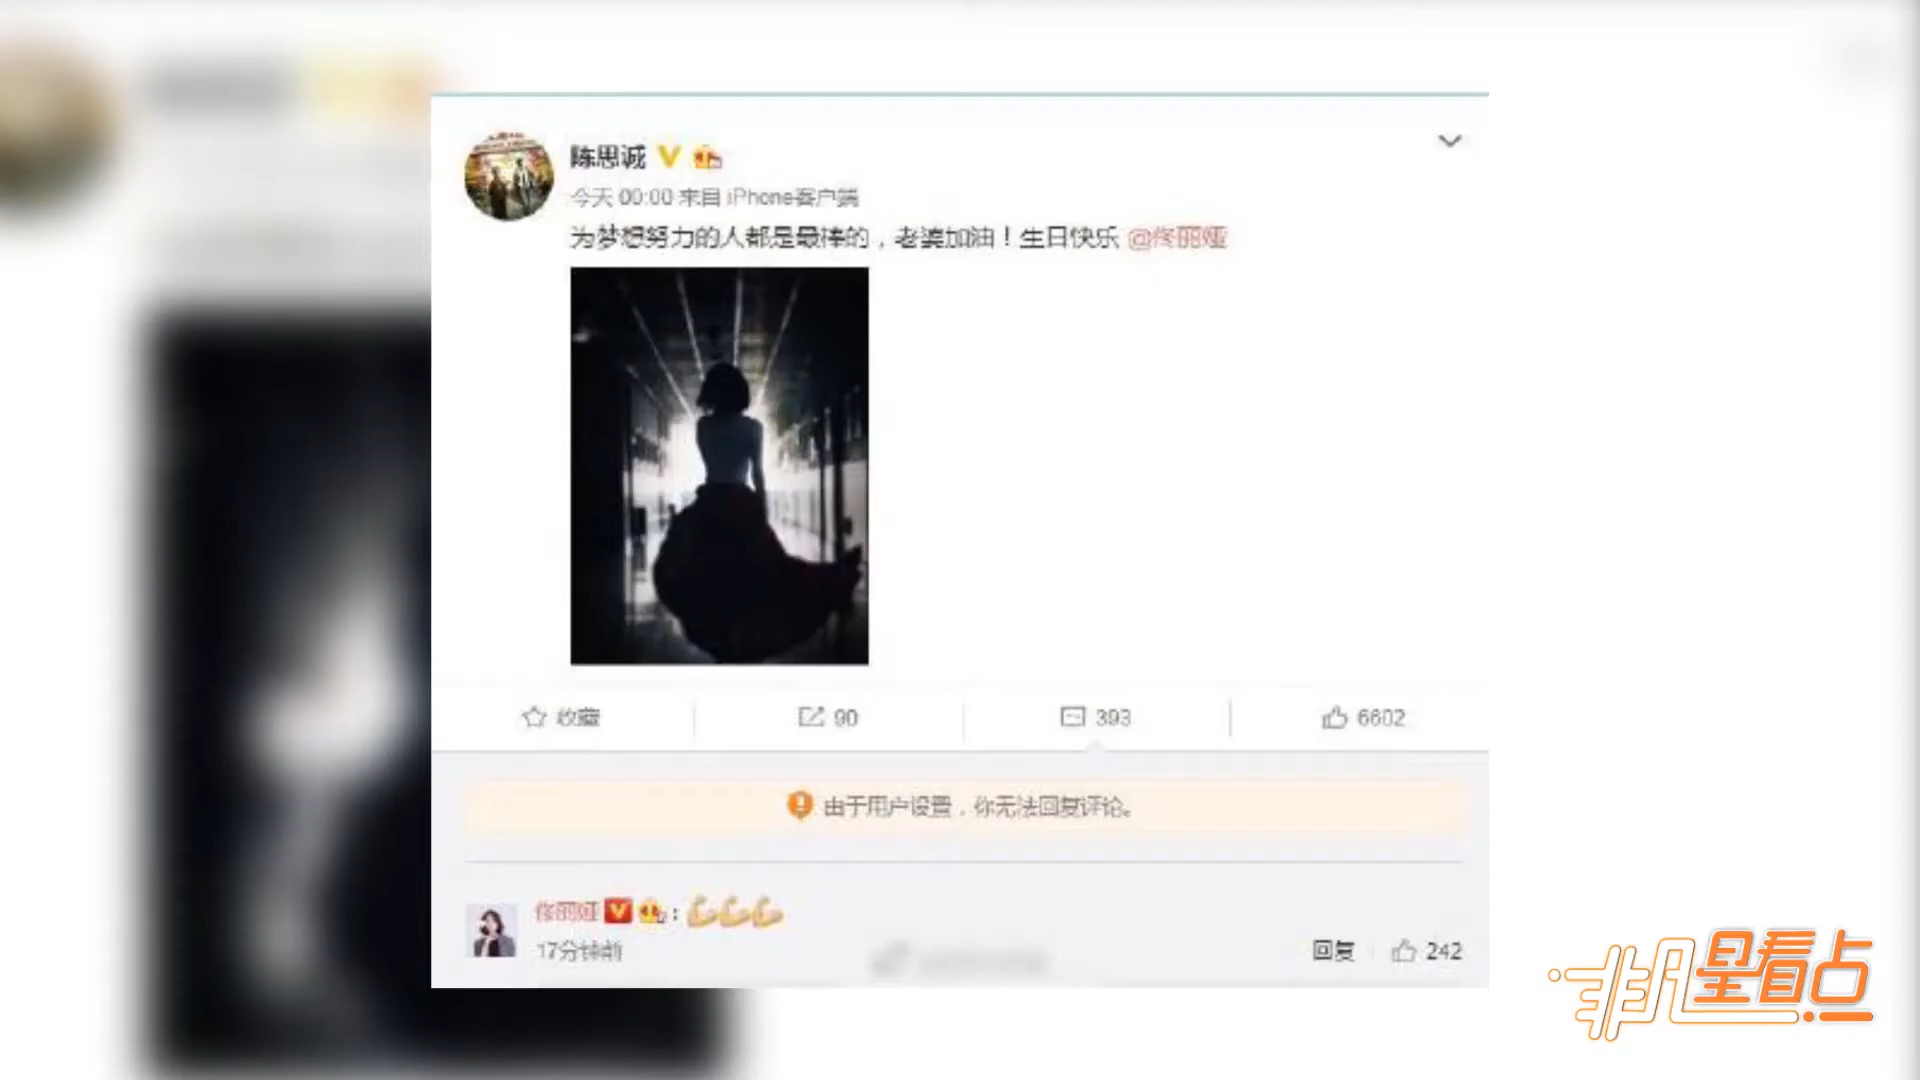 陈思诚
今天 00:00 来自 iPhone客户端
为梦想努力的人都是最棒的，老婆加油！生日快乐 @佟丽娅
收藏
90
393
6602
由于用户设置，你无法回复评论。
佟丽娅 :
17分钟前
回复
242
非凡星看点